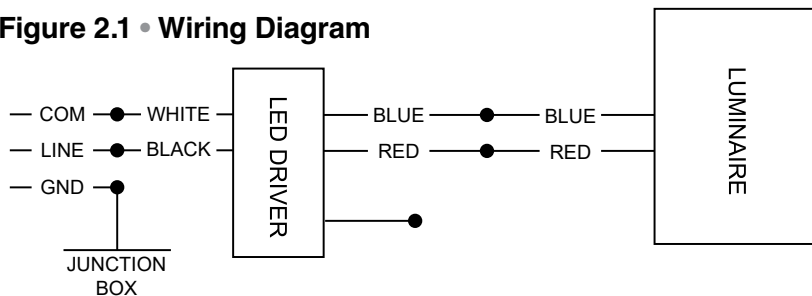 Figure 2.1 • Wiring Diagram
COM WHITE BLUE BLUE
LINE BLACK RED RED
GND
JUNCTION
BOX
LED DRIVER
LUMINAIRE